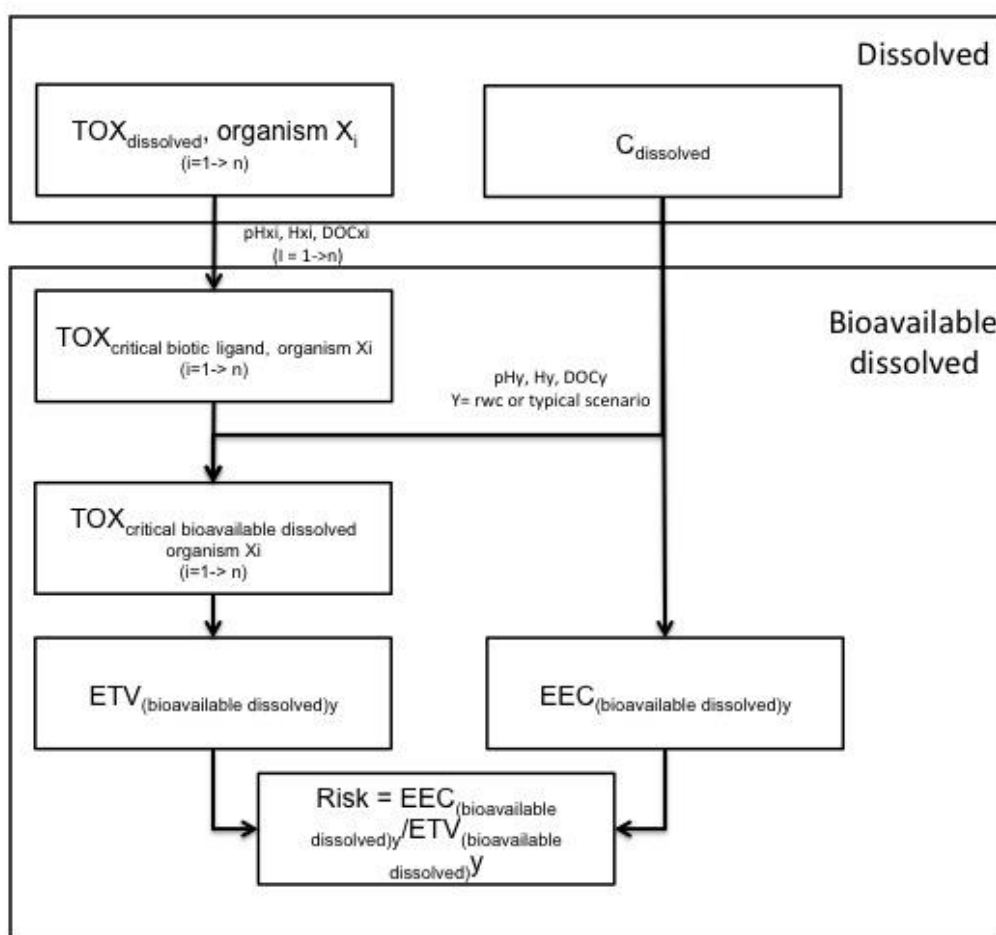 Dissolved
TOXdissolved, organism Xi
(i=1-> n)
Cdissolved
pHxi, Hxi, DOCxi
(I = 1->n)
Bioavailable
dissolved
TOXcritical biotic ligand, organism Xi
(i=1-> n)
pHy, Hy, DOCy
Y= rwc or typical scenario
TOXcritical bioavailable dissolved
organism Xi
(i=1-> n)
ETV(bioavailable dissolved)y
EEC(bioavailable dissolved)y
Risk = EEC(bioavailable
dissolved)y/ETV(bioavailable
dissolved)y